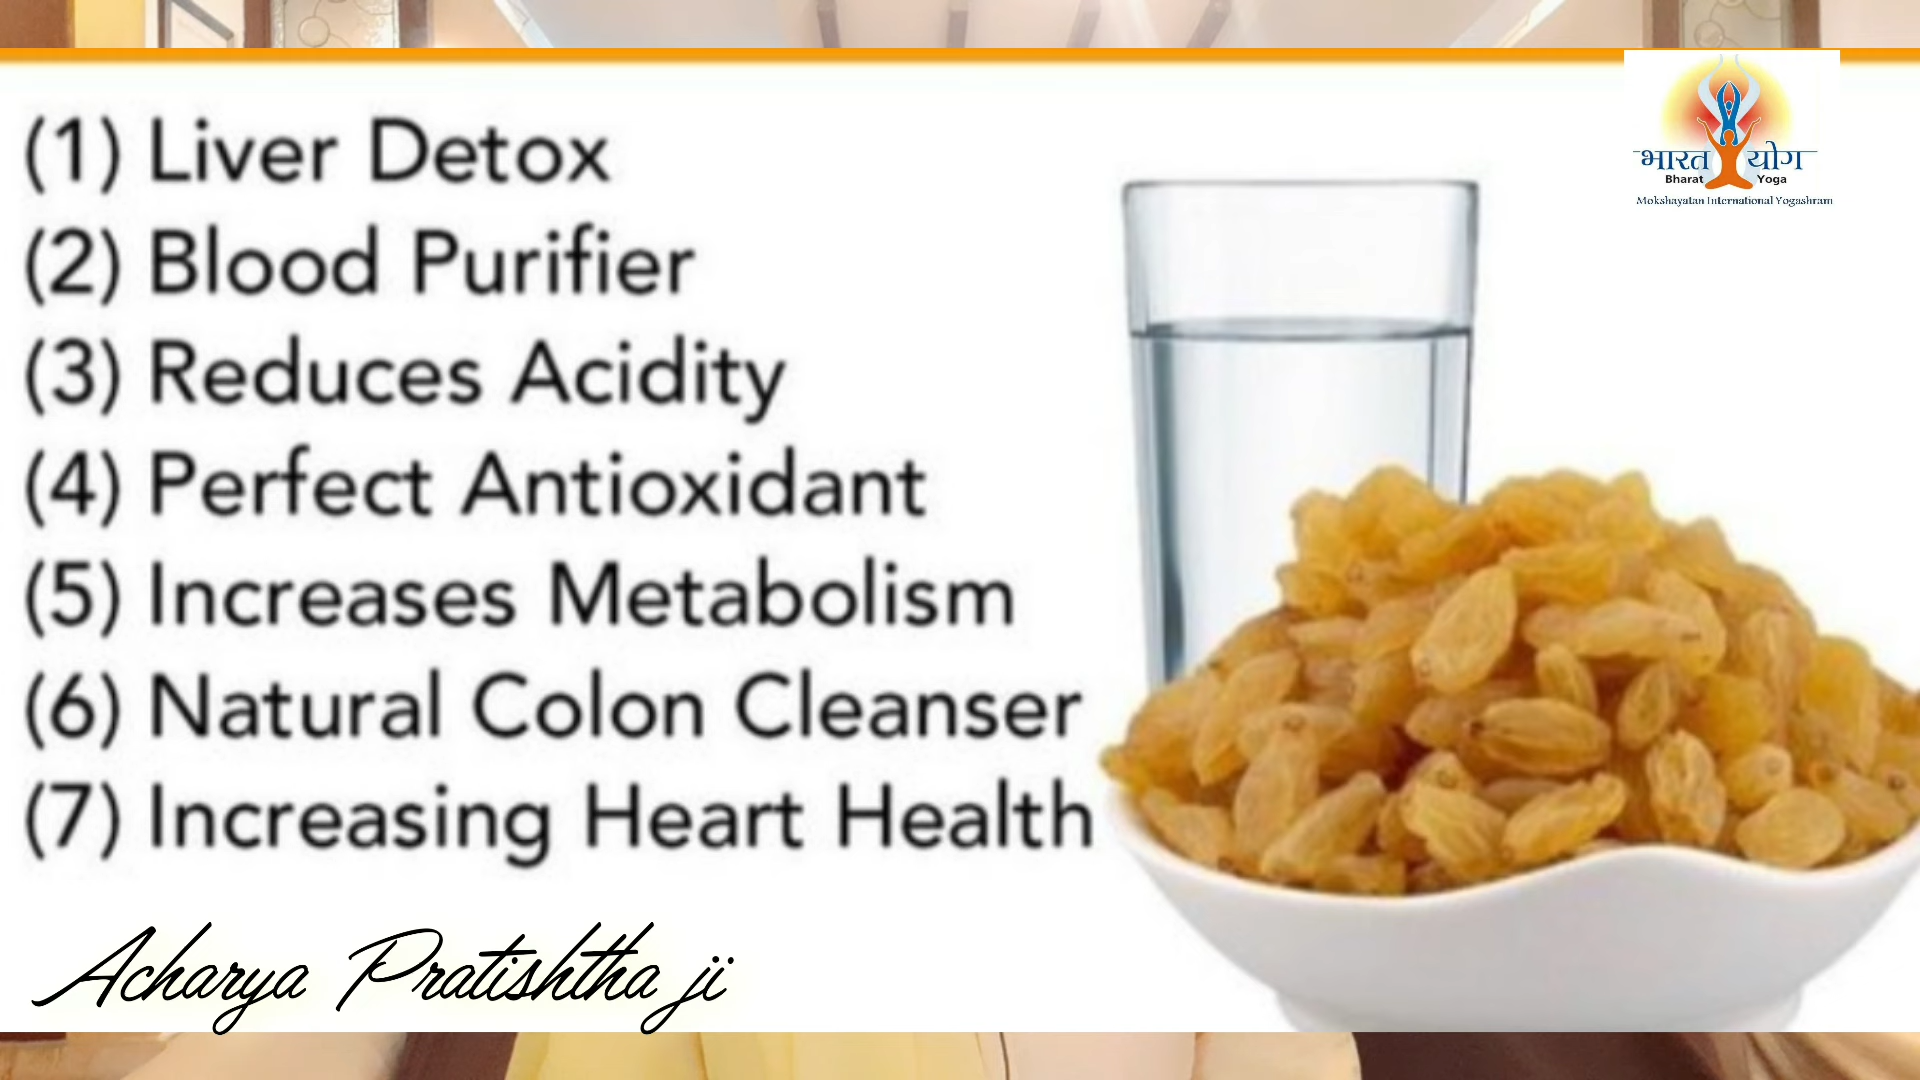 (1) Liver Detox
(2) Blood Purifier
(3) Reduces Acidity
(4) Perfect Antioxidant
(5) Increases Metabolism
(6) Natural Colon Cleanser
(7) Increasing Heart Health
Acharya Pratishtha ji
भारत योग
Bharat Yoga
Mokshayatan International Yogashram